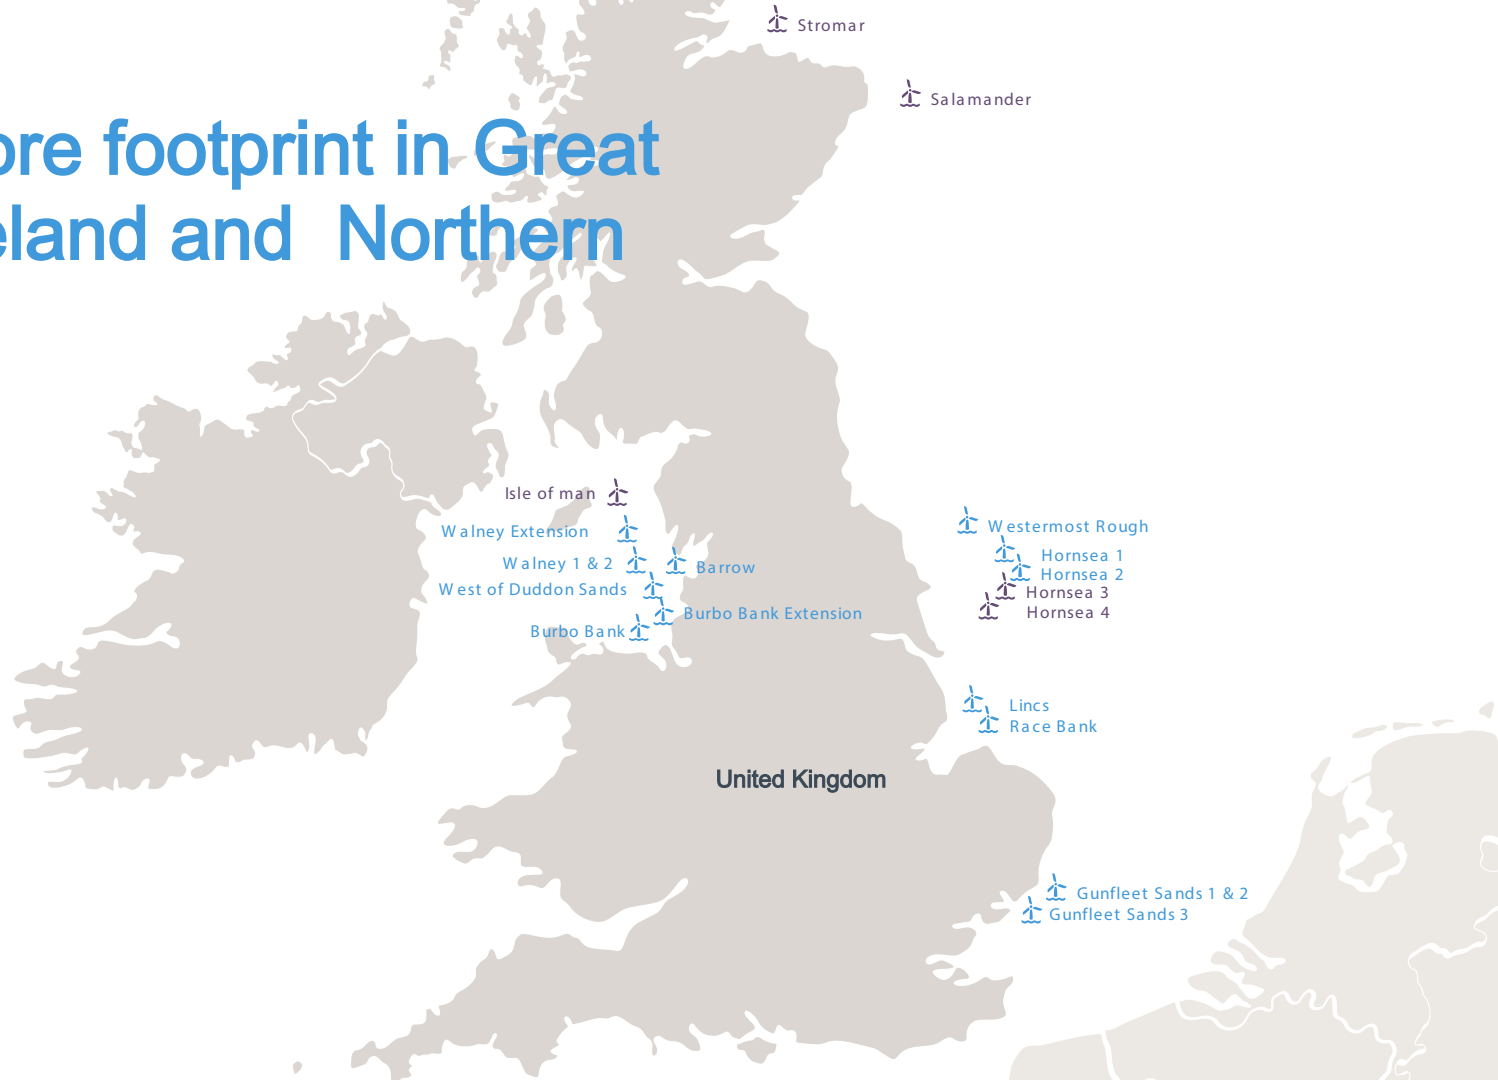 Stromar
Salamander
ore footprint in Great
eland and Northern
Isle of man
Walney Extension
Westermost Rough
Walney 1 & 2
Barrow
Hornsea 1
Hornsea 2
West of Duddon Sands
Hornsea 3
Burbo Bank Extension
Hornsea 4
Burbo Bank
Lincs
Race Bank
United Kingdom
Gunfleet Sands 1 & 2
Gunfleet Sands 3